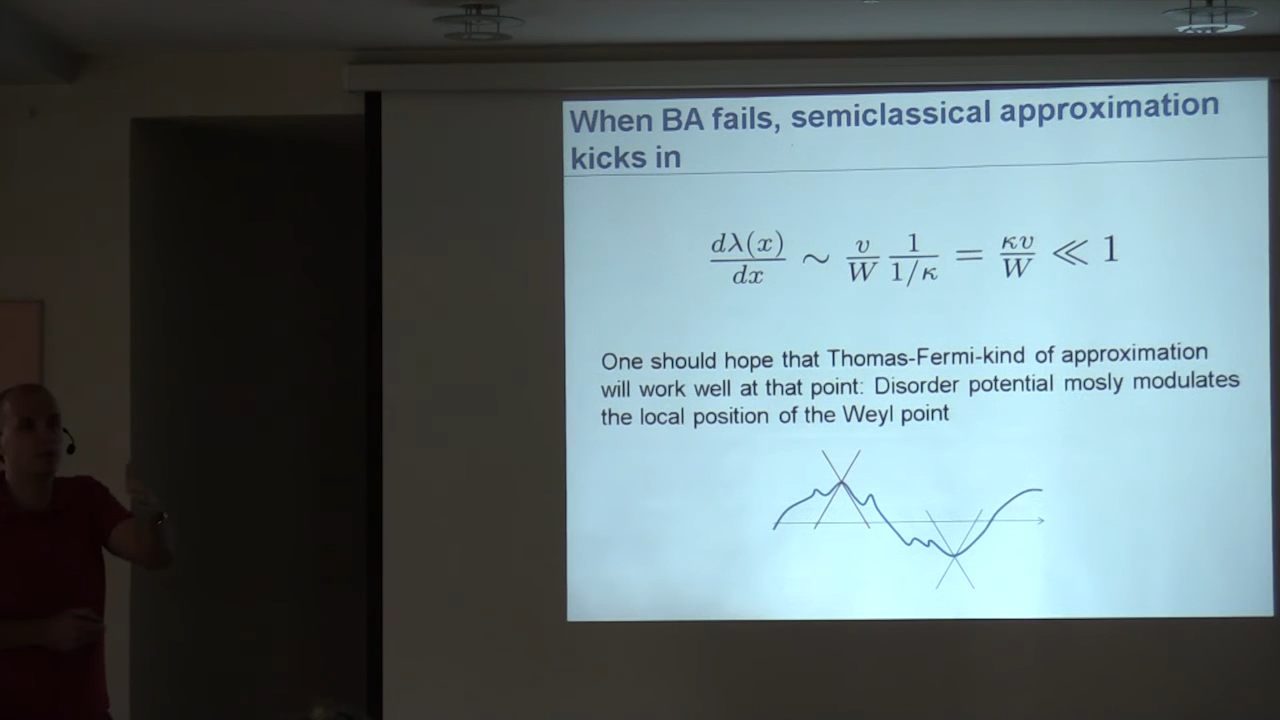 When BA fails, semiclassical approximation
kicks in
dλ(x)/dx ∼ v/W 1/1/κ = κv/W ≪ 1
One should hope that Thomas-Fermi-kind of approximation
will work well at that point: Disorder potential mosly modulates
the local position of the Weyl point